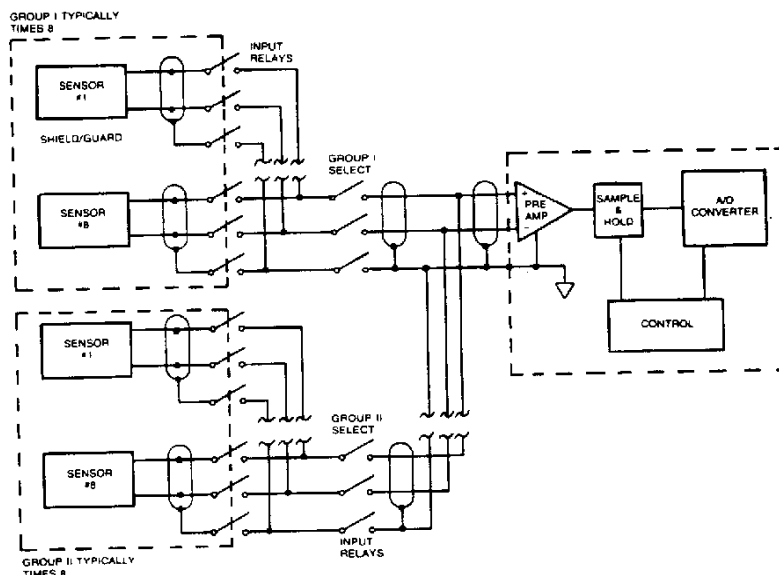 GROUP I TYPICALLY
TIMES 8
INPUT
RELAYS
SENSOR
#1
SHIELD/GUARD
GROUP I
SELECT
SENSOR
#8
+
PRE
AMP
-
SAMPLE
&
HOLD
A/D
CONVERTER
CONTROL
SENSOR
#1
GROUP II
SELECT
SENSOR
#8
INPUT
RELAYS
GROUP II TYPICALLY
TIMES 8